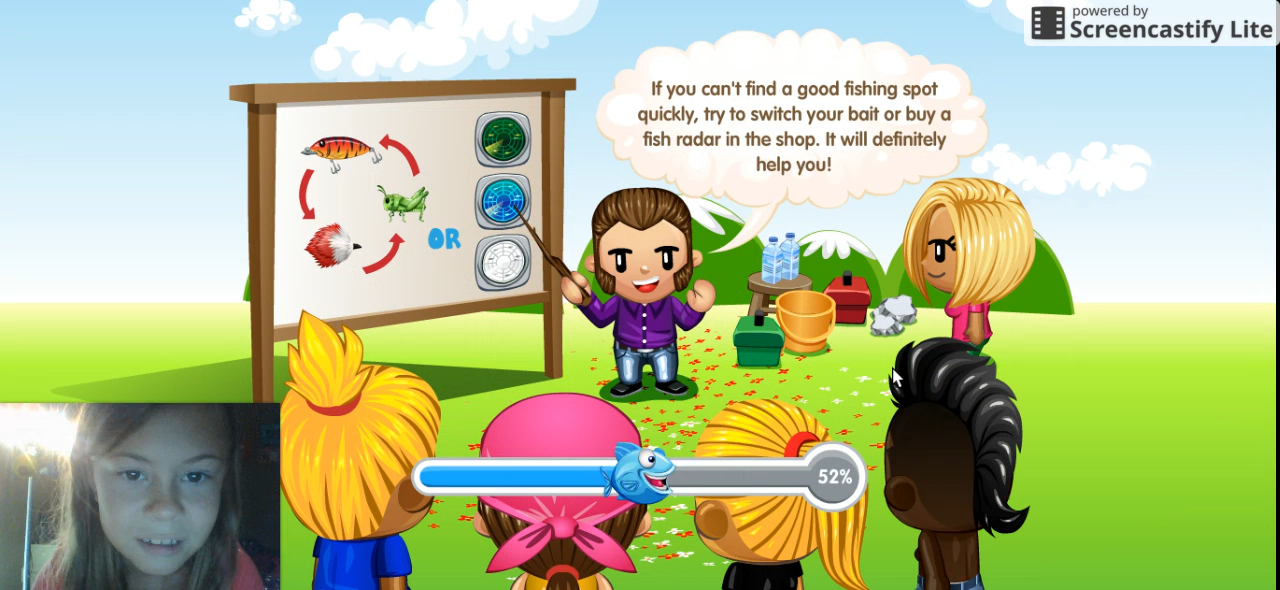 powered by
Screencastify Lite
If you can't find a good fishing spot
quickly, try to switch your bait or buy a
fish radar in the shop. It will definitely
help you!
OR
52%